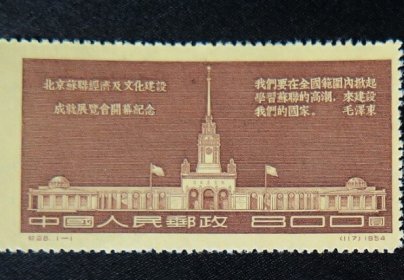 北京蘇聯經濟及文化建設
成就展覽會開幕紀念
我們要在全國範圍內掀起
學習蘇聯的高潮，來建設
我們的國家。 毛澤東
中國人民郵政 800圓
特斯8. (一) (117) 1954